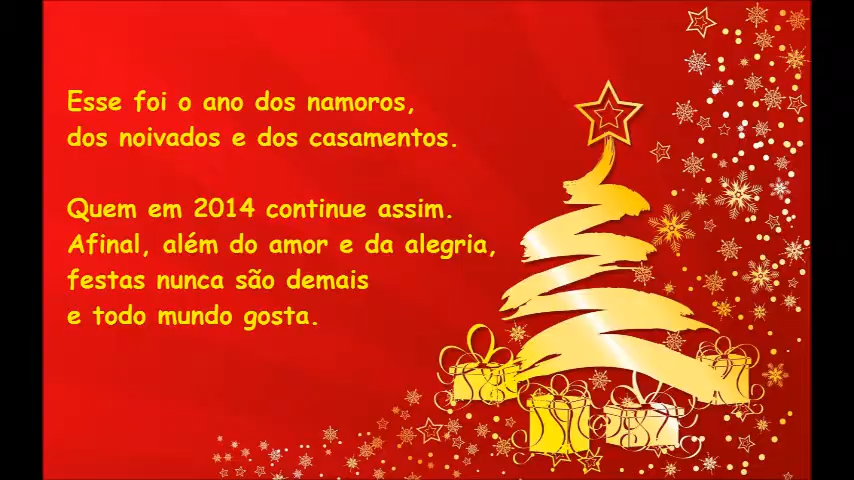 Esse foi o ano dos namoros,
dos noivados e dos casamentos.
Quem em 2014 continue assim.
Afinal, além do amor e da alegria,
festas nunca são demais
e todo mundo gosta.